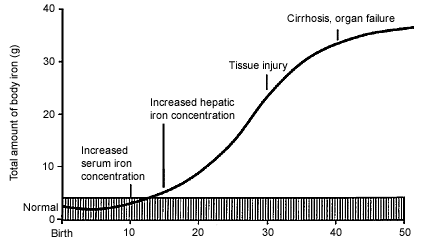 Total amount of body iron (g)
40
30
20
10
Normal
0
Cirrhosis, organ failure
Tissue injury
Increased hepatic
iron concentration
Increased
serum iron
concentration
Birth
10
20
30
40
50